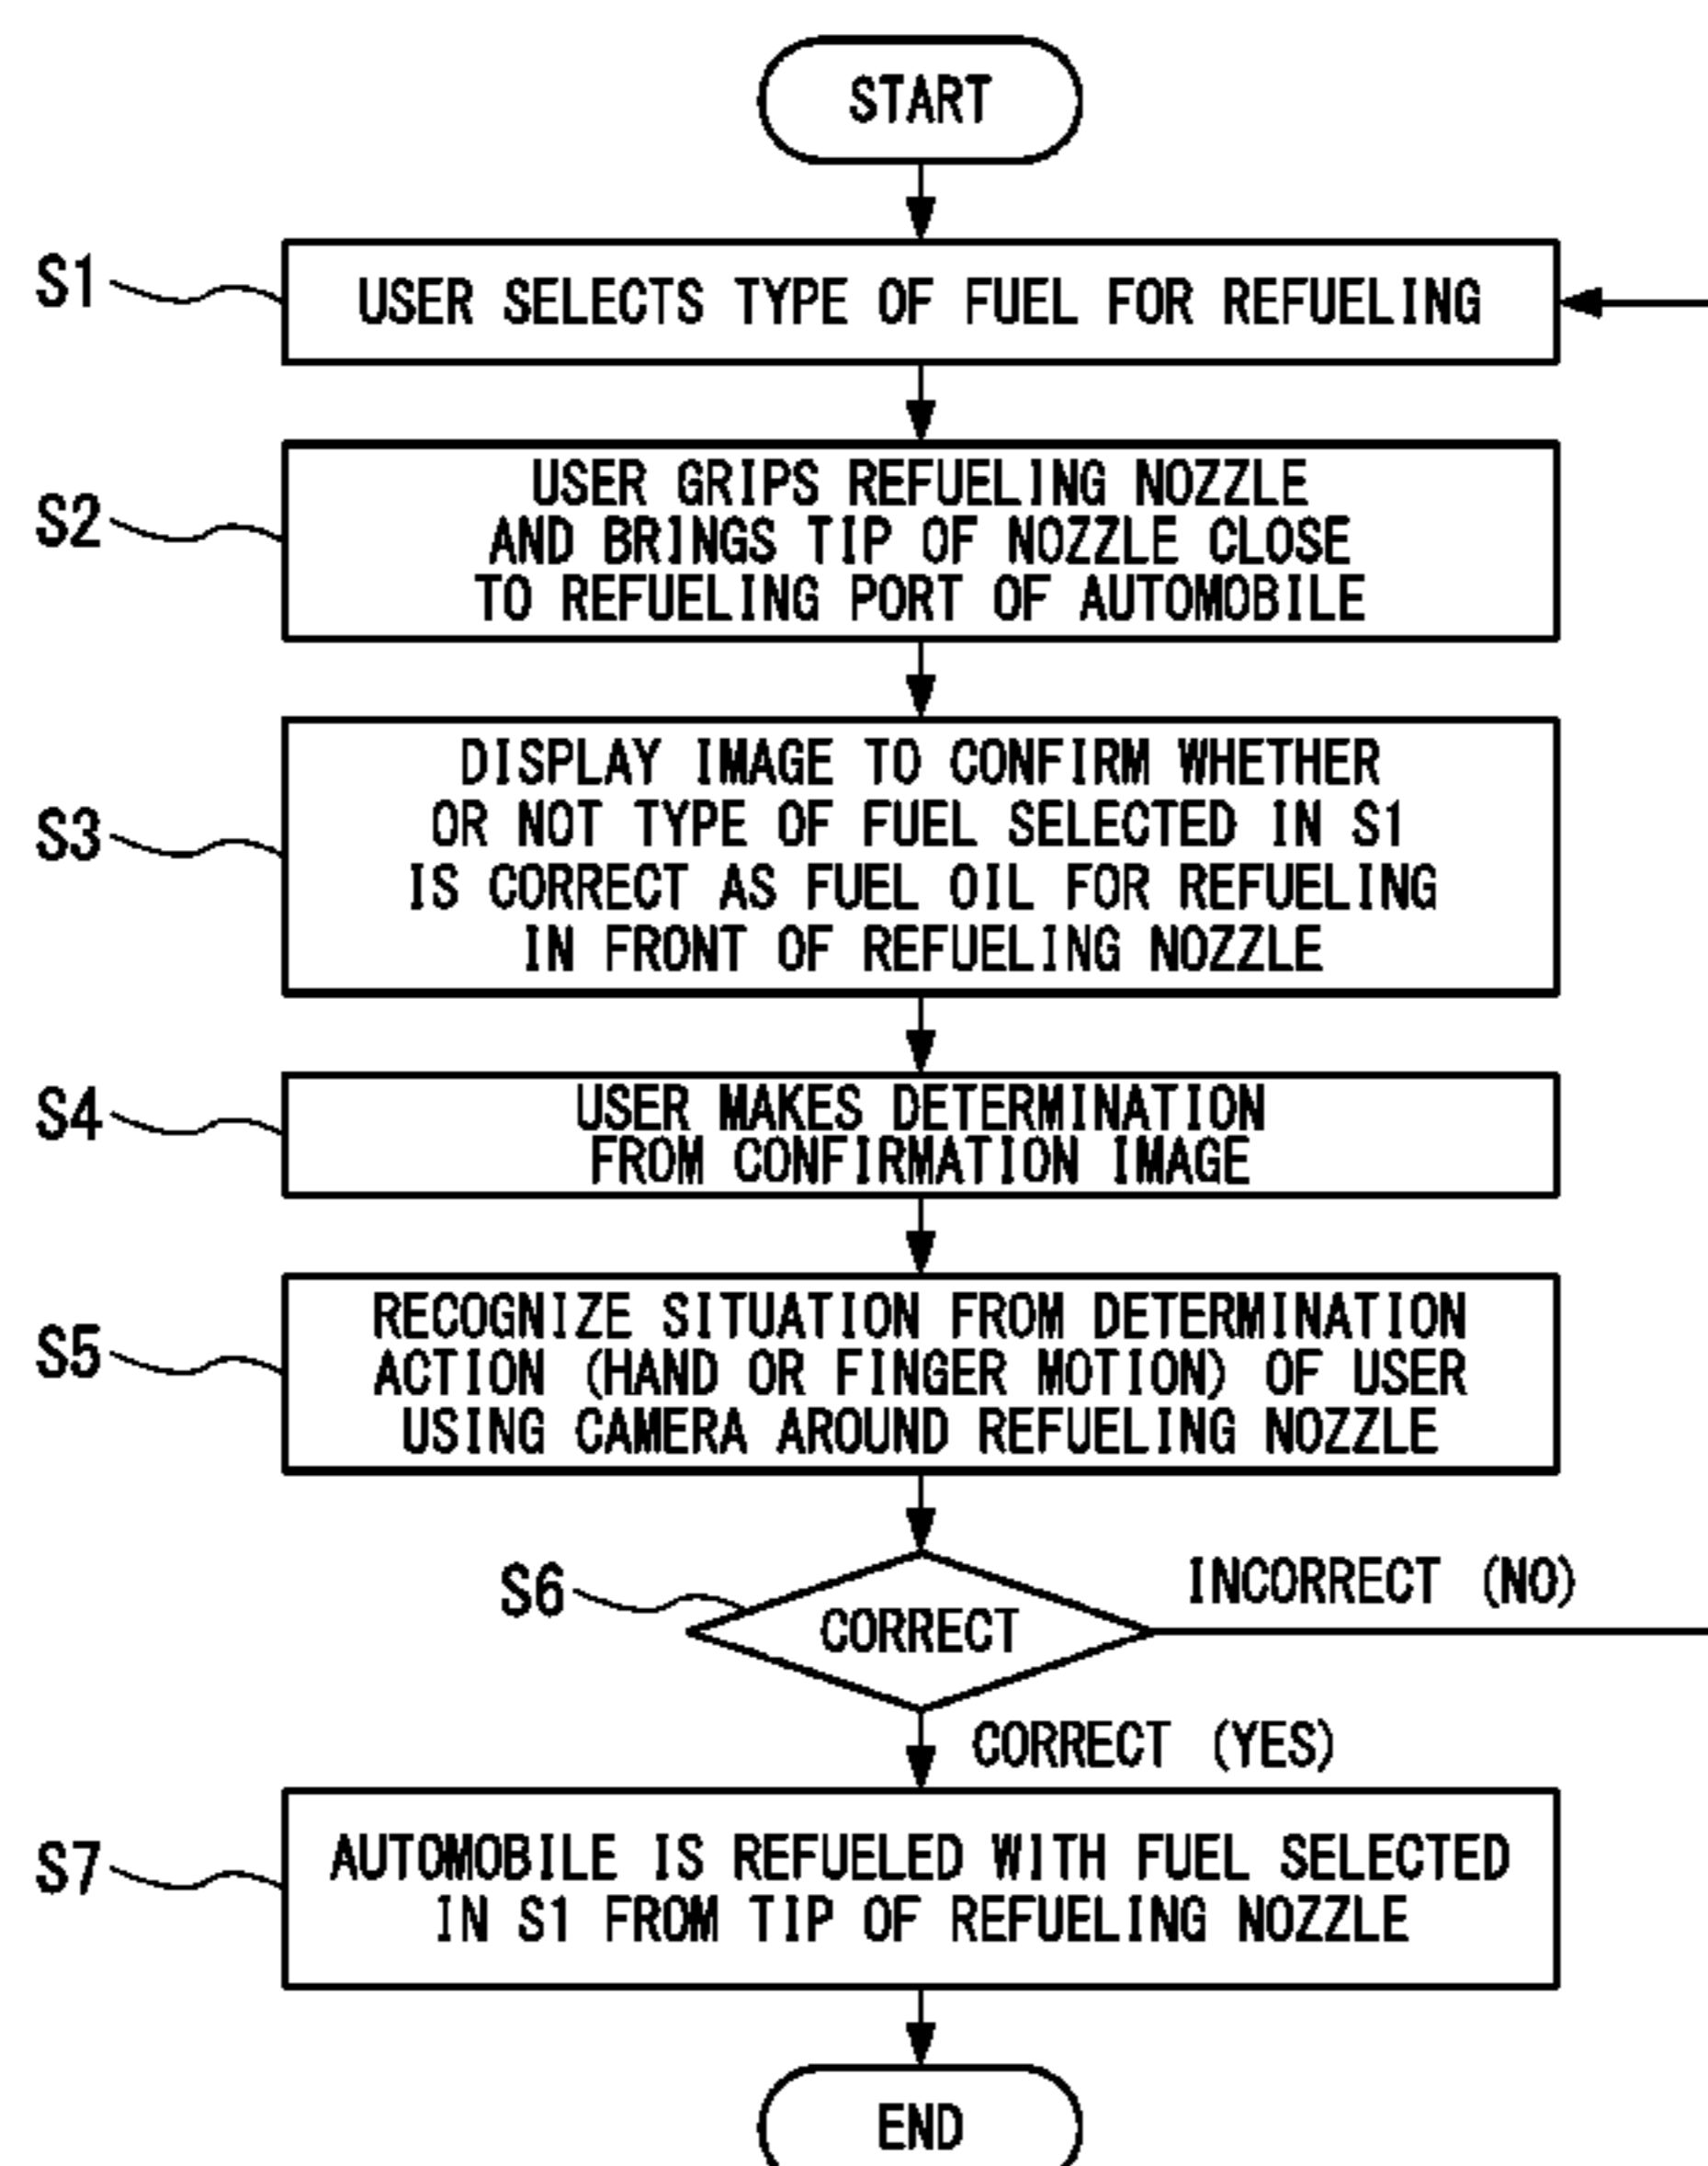 START
S1
USER SELECTS TYPE OF FUEL FOR REFUELING
S2
USER GRIPS REFUELING NOZZLE
AND BRINGS TIP OF NOZZLE CLOSE
TO REFUELING PORT OF AUTOMOBILE
S3
DISPLAY IMAGE TO CONFIRM WHETHER
OR NOT TYPE OF FUEL SELECTED IN S1
IS CORRECT AS FUEL OIL FOR REFUELING
IN FRONT OF REFUELING NOZZLE
S4
USER MAKES DETERMINATION
FROM CONFIRMATION IMAGE
S5
RECOGNIZE SITUATION FROM DETERMINATION
ACTION (HAND OR FINGER MOTION) OF USER
USING CAMERA AROUND REFUELING NOZZLE
S6
CORRECT
INCORRECT (NO)
CORRECT (YES)
S7
AUTOMOBILE IS REFUELED WITH FUEL SELECTED
IN S1 FROM TIP OF REFUELING NOZZLE
END